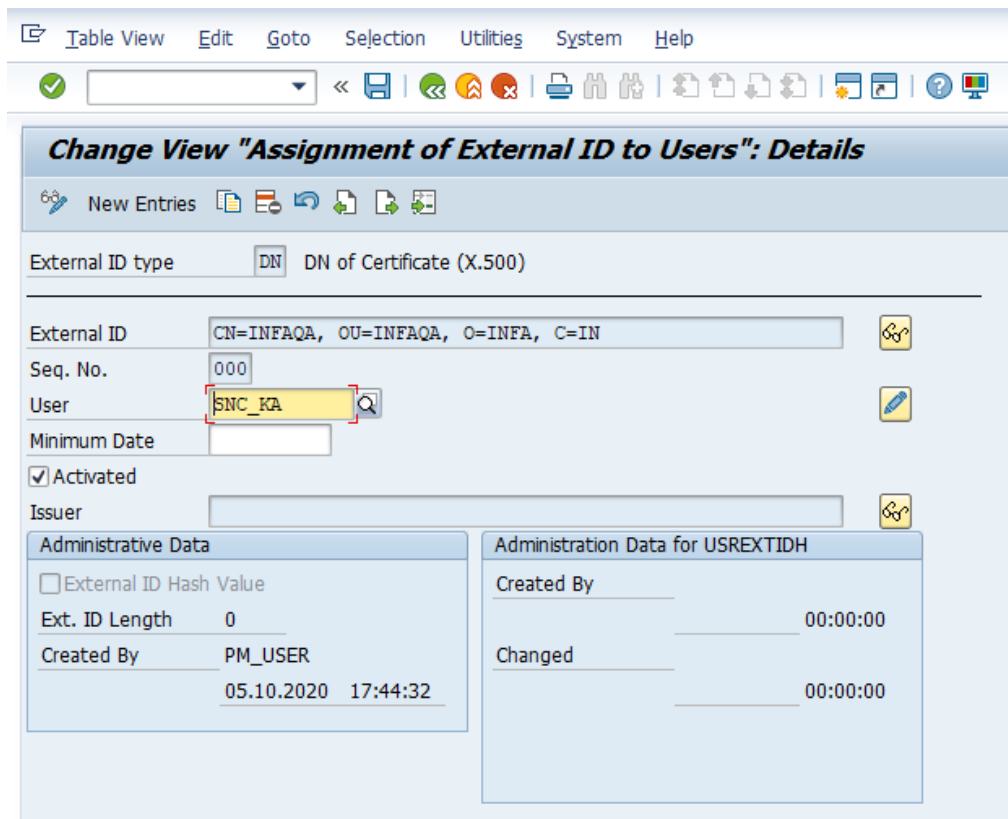 Table View Edit Goto Selection Utilities System Help
Change View "Assignment of External ID to Users": Details
New Entries
External ID type DN DN of Certificate (X.500)
External ID CN=INFAQA, OU=INFAQA, O=INFA, C=IN
Seq. No. 000
User SNC_KA
Minimum Date
Activated
Issuer
Administrative Data
External ID Hash Value
Ext. ID Length 0
Created By PM_USER
05.10.2020 17:44:32
Administration Data for USREXTIDH
Created By
00:00:00
Changed
00:00:00